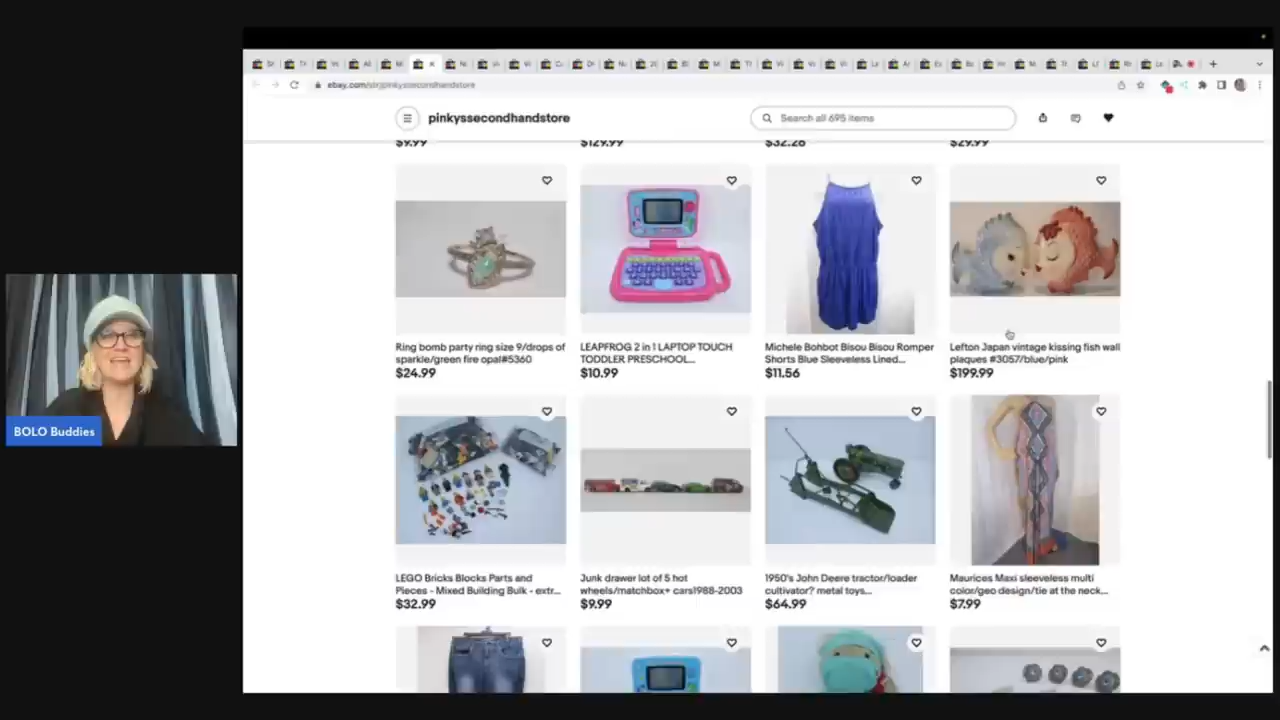 ebay.com/str/pinkyssecondhandstore
pinkyssecondhandstore
Search all 695 items
$9.99
$129.99
$32.28
$29.99
Ring bomb party ring size 9/drops of
sparkle/green fire opal#5360
$24.99
LEAPFROG 2 in 1 LAPTOP TOUCH
TODDLER PRESCHOOL...
$10.99
Michele Bohbot Bisou Bisou Romper
Shorts Blue Sleeveless Lined...
$11.56
Lefton Japan vintage kissing fish wall
plaques #3057/blue/pink
$199.99
BOLO Buddies
LEGO Bricks Blocks Parts and
Pieces - Mixed Building Bulk - extr...
$32.99
Junk drawer lot of 5 hot
wheels/matchbox+ cars1988-2003
$9.99
1950's John Deere tractor/loader
cultivator? metal toys...
$64.99
Maurices Maxi sleeveless multi
color/geo design/tie at the neck...
$7.99